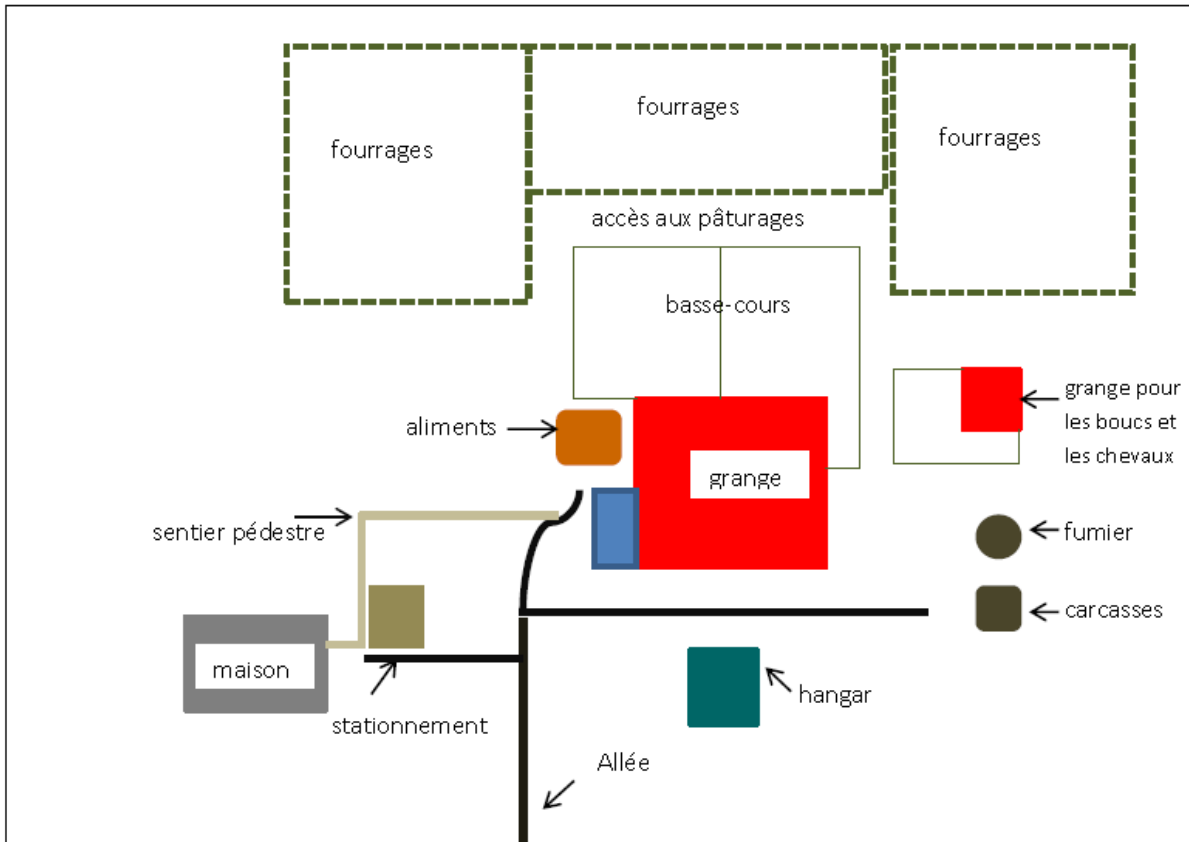 fourrages
fourrages
fourrages
accès aux pâturages
basse-cours
grange pour
les boucs et
les chevaux
aliments
grange
sentier pédestre
fumier
carcasses
maison
hangar
stationnement
Allée